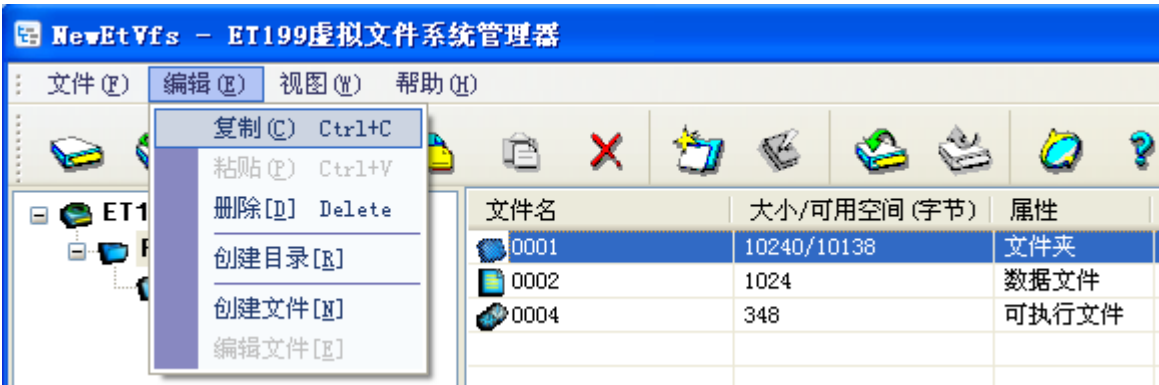 NewEtVfs - ET199虚拟文件系统管理器
文件(F) 编辑(E) 视图(W) 帮助(H)
复制(C) Ctrl+C
粘贴(P) Ctrl+V
删除[D] Delete
创建目录[R]
创建文件[N]
编辑文件[E]
ET1
文件名 大小/可用空间(字节) 属性
0001 10240/10138 文件夹
0002 1024 数据文件
0004 348 可执行文件